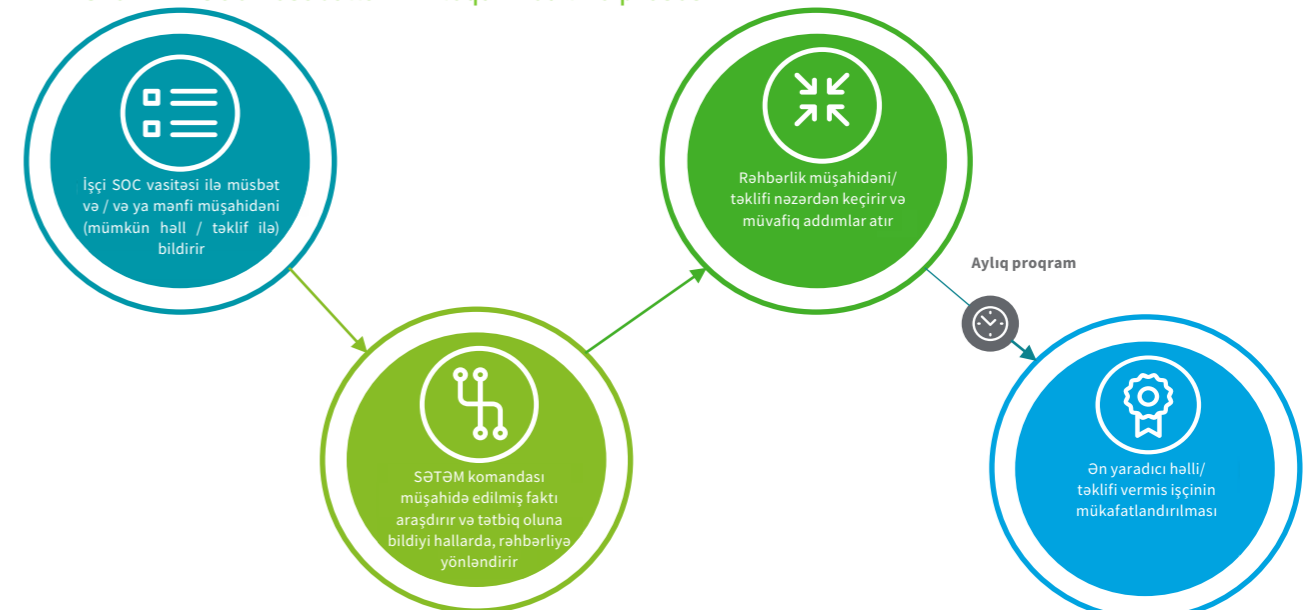 İşçi SOC vasitəsi ilə müsbət
və / və ya mənfi müşahidəni
(mümkün həll / təklif ilə)
bildirir
SƏTƏM komandası
müşahidə edilmiş faktı
araşdırır və tətbiq oluna
bildiyi hallarda, rəhbərliyə
yönləndirir
Rəhbərlik müşahidəni/
təklifi nəzərdən keçirir və
müvafiq addımlar atır
Aylıq proqram
Ən yaradıcı həlli/
təklifi vermis işçinin
mükafatlandırılması